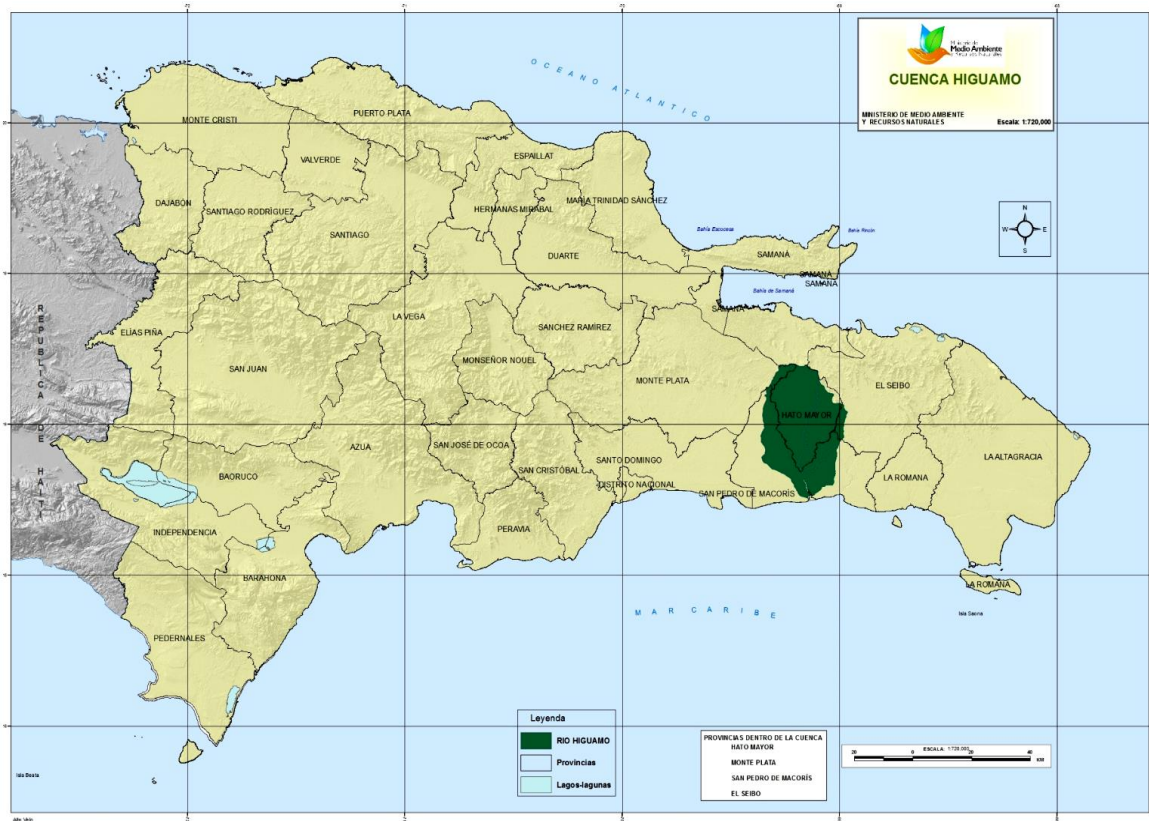 Ministerio de
Medio Ambiente
y Recursos Naturales
CUENCA HIGUAMO
MINISTERIO DE MEDIO AMBIENTE
Y RECURSOS NATURALES
Escala: 1:720,000
OCEANO ATLANTICO
MONTE CRISTI
PUERTO PLATA
VALVERDE
ESPAILLAT
DAJABÓN
SANTIAGO RODRÍGUEZ
HERMANAS MIRABAL
MARÍA TRINIDAD SÁNCHEZ
SANTIAGO
DUARTE
Bahía Escocesa
Bahía Rincón
N
W
E
S
SAMANÁ
SAMANÁ
SAMANÁ
Bahía de Samaná
SAMANÁ
REPUBLICA DE HAITI
ELÍAS PIÑA
LA VEGA
SANCHEZ RAMÍREZ
SAN JUAN
MONSEÑOR NOUEL
MONTE PLATA
EL SEIBO
HATO MAYOR
AZUA
SAN JOSÉ DE OCOA
SAN CRISTÓBAL
SANTO DOMINGO
DISTRITO NACIONAL
SAN PEDRO DE MACORÍS
LA ROMANA
LA ALTAGRACIA
BAORUCO
INDEPENDENCIA
PERAVIA
BARAHONA
LA ROMANA
Isla Saona
MAR CARIBE
PEDERNALES
Isla Beata
Alto Velo
Leyenda
RIO HIGUAMO
Provincias
Lagos-lagunas
PROVINCIAS DENTRO DE LA CUENCA
HATO MAYOR
MONTE PLATA
SAN PEDRO DE MACORÍS
EL SEIBO
ESCALA: 1:720,000
20 0 20 40
KM